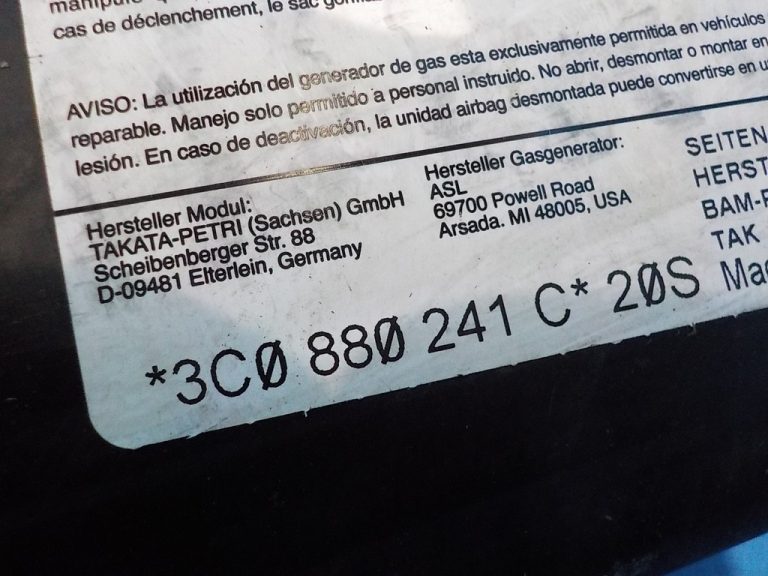 manipulé
cas de déclenchement, le sac gonfla
AVISO: La utilización del generador de gas esta exclusivamente permitida en vehículos
reparable. Manejo solo permitido a personal instruido. No abrir, desmontar o montar en
lesión. En caso de deactivación, la unidad airbag desmontada puede convertirse en u
Hersteller Modul:
TAKATA-PETRI (Sachsen) GmbH
Scheibenberger Str. 88
D-09481 Elterlein, Germany
Hersteller Gasgenerator:
ASL
69700 Powell Road
Arsada. MI 48005, USA
SEITEN
HERST
BAM-P
TAK
Mad
*3C0 880 241 C* 20S